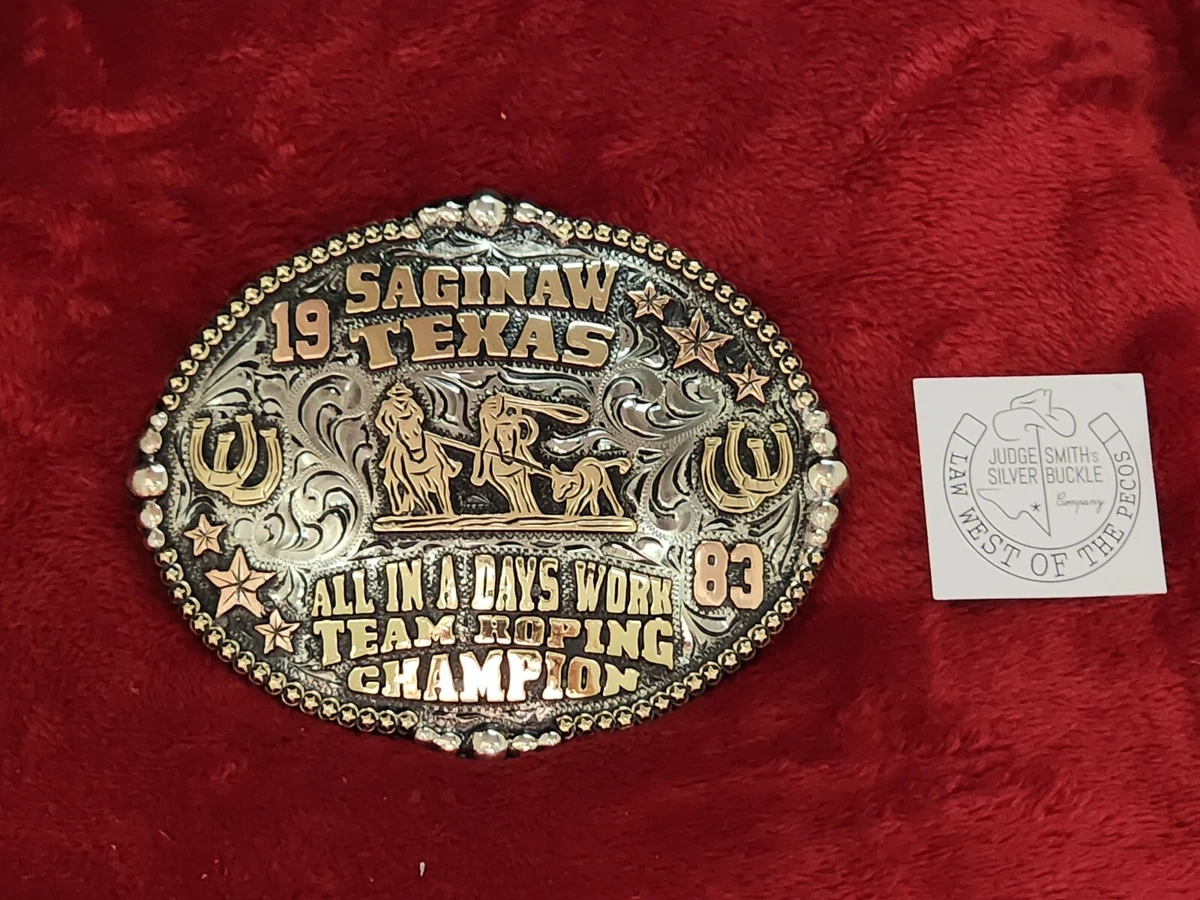 SAGINAW
19 TEXAS
ALL IN A DAYS WORK 83
TEAM ROPING
CHAMPION
JUDGE SMITHS
SILVER BUCKLE
Company
LAW WEST OF THE PECOS